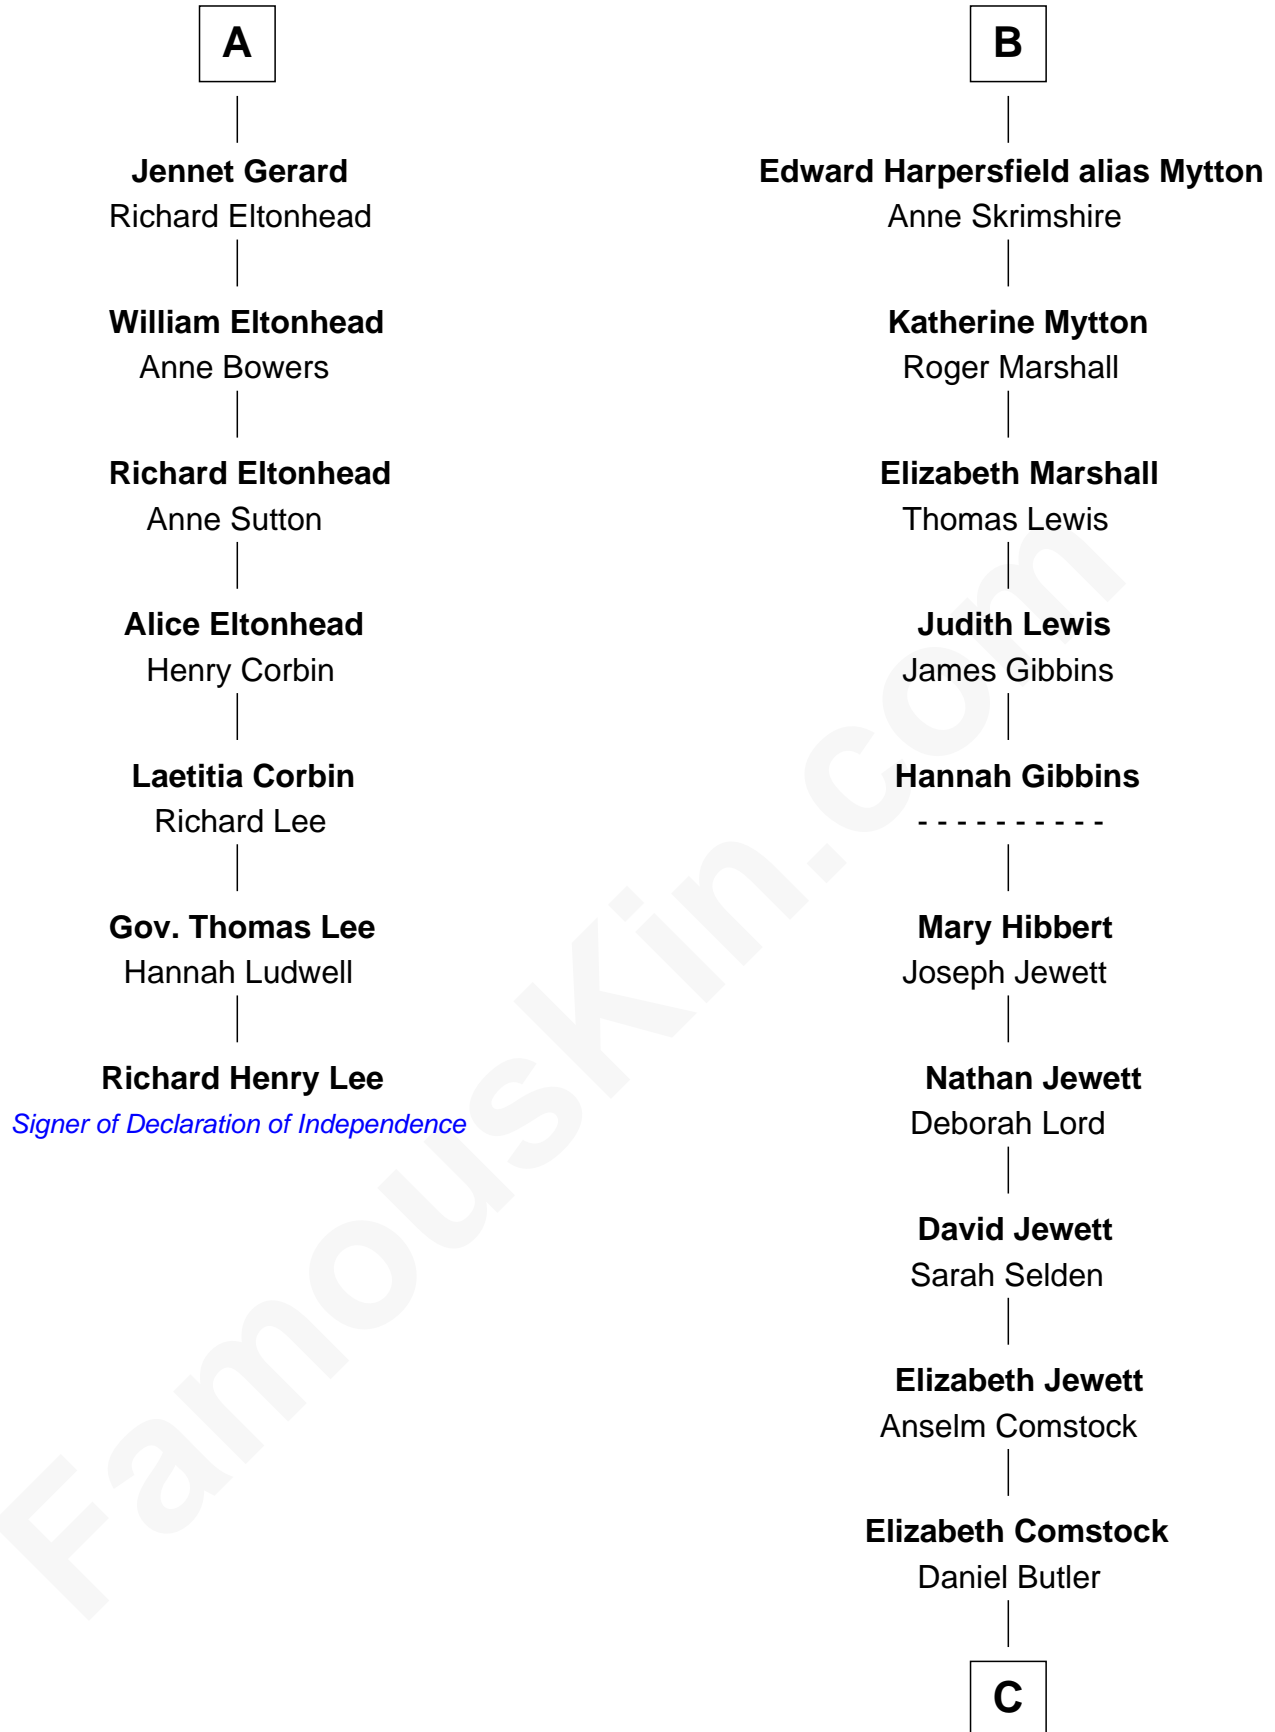 A
Jennet Gerard
Richard Eltonhead
William Eltonhead
Anne Bowers
Richard Eltonhead
Anne Sutton
Alice Eltonhead
Henry Corbin
Laetitia Corbin
Richard Lee
Gov. Thomas Lee
Hannah Ludwell
Richard Henry Lee
Signer of Declaration of Independence
B
Edward Harpersfield alias Mytton
Anne Skrimshire
Katherine Mytton
Roger Marshall
Elizabeth Marshall
Thomas Lewis
Judith Lewis
James Gibbins
Hannah Gibbins
- - - - - - - - - -
Mary Hibbert
Joseph Jewett
Nathan Jewett
Deborah Lord
David Jewett
Sarah Selden
Elizabeth Jewett
Anselm Comstock
Elizabeth Comstock
Daniel Butler
C
FamousKin.com